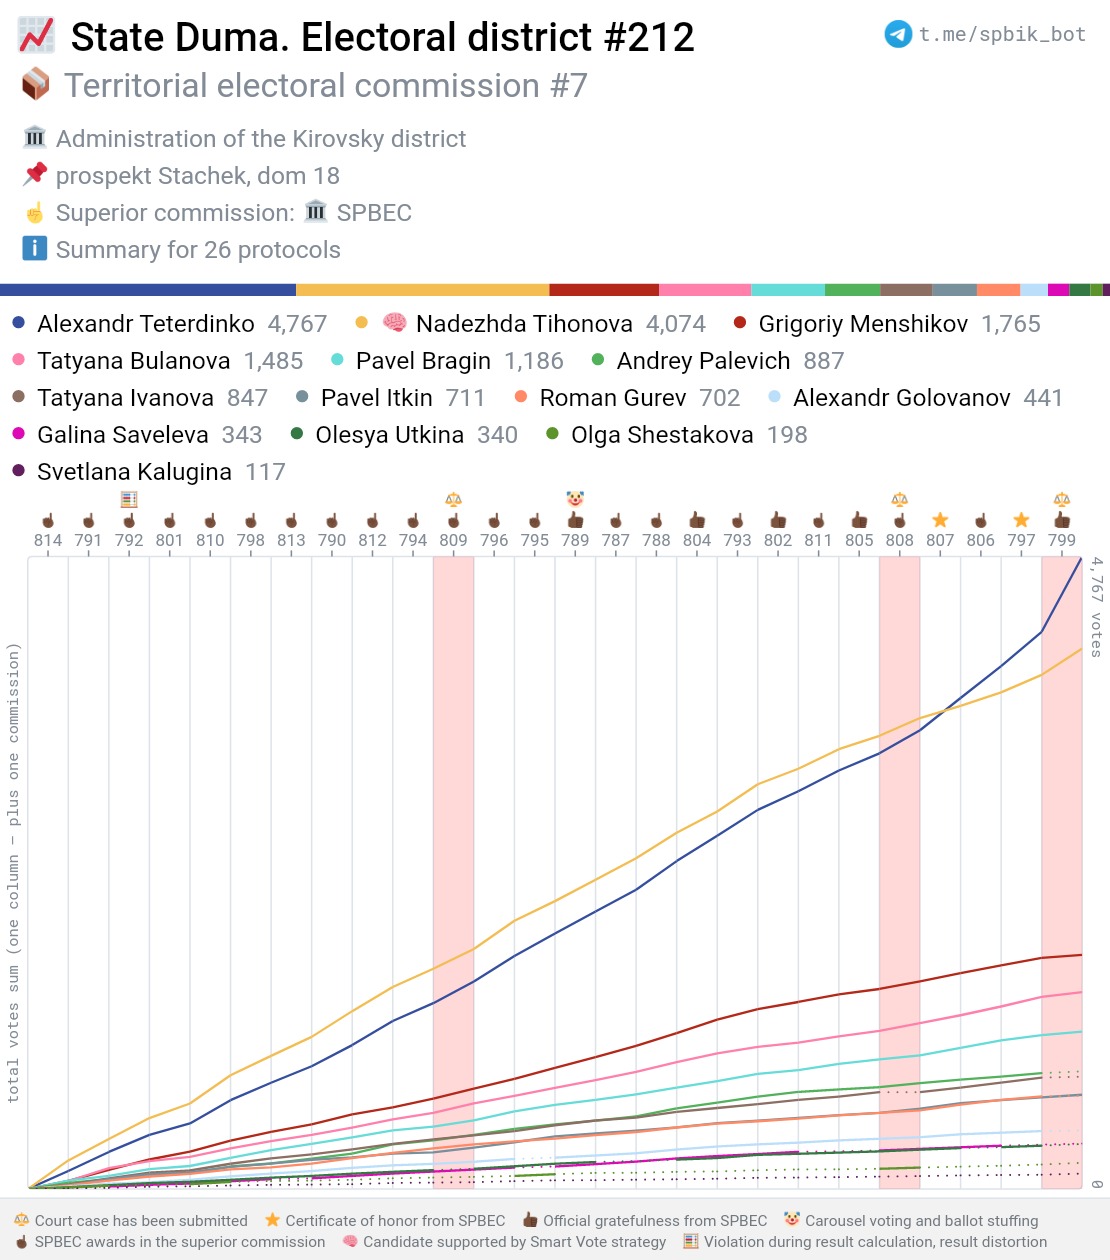 State Duma. Electoral district #212
t.me/spbik_bot
Territorial electoral commission #7
Administration of the Kirovsky district
prospekt Stachek, dom 18
Superior commission: SPBEC
Summary for 26 protocols
Alexandr Teterdinko 4,767 Nadezhda Tihonova 4,074 Grigoriy Menshikov 1,765
Tatyana Bulanova 1,485 Pavel Bragin 1,186 Andrey Palevich 887
Tatyana Ivanova 847 Pavel Itkin 711 Roman Gurev 702 Alexandr Golovanov 441
Galina Saveleva 343 Olesya Utkina 340 Olga Shestakova 198
Svetlana Kalugina 117
814 791 792 801 810 798 813 790 812 794 809 796 795 789 787 788 804 793 802 811 805 808 807 806 797 799
total votes sum (one column – plus one commission)
4,767 votes
0
Court case has been submitted Certificate of honor from SPBEC Official gratefulness from SPBEC Carousel voting and ballot stuffing
SPBEC awards in the superior commission Candidate supported by Smart Vote strategy Violation during result calculation, result distortion